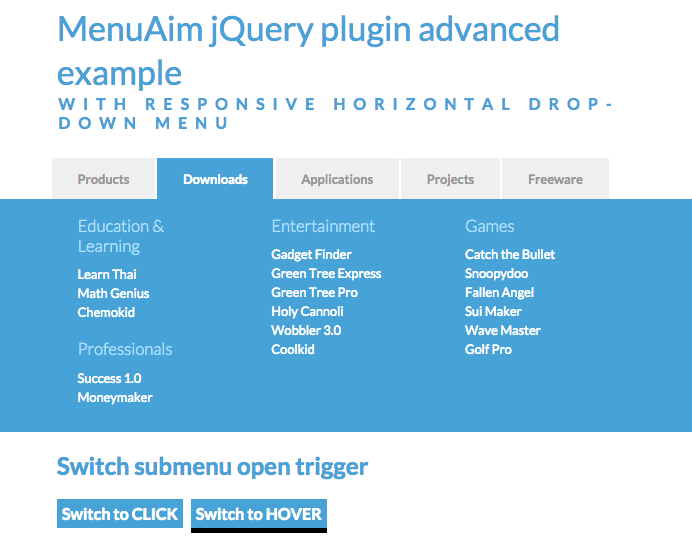 MenuAim jQuery plugin advanced
example
WITH RESPONSIVE HORIZONTAL DROP-
DOWN MENU
Products Downloads Applications Projects Freeware
Education &
Learning
Learn Thai
Math Genius
Chemokid
Professionals
Success 1.0
Moneymaker
Entertainment
Gadget Finder
Green Tree Express
Green Tree Pro
Holy Cannoli
Wobbler 3.0
Coolkid
Games
Catch the Bullet
Snoopydoo
Fallen Angel
Sui Maker
Wave Master
Golf Pro
Switch submenu open trigger
Switch to CLICK Switch to HOVER